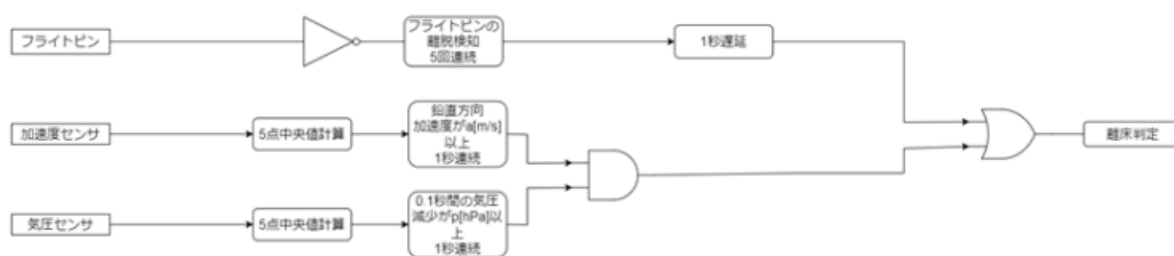 フライトピン
フライトピンの
離脱検知
5回連続
1秒遅延
加速度センサ
5点中央値計算
鉛直方向
加速度がa[m/s]
以上
1秒連続
離床判定
気圧センサ
5点中央値計算
0.1秒間の気圧
減少がp[hPa]以
上
1秒連続